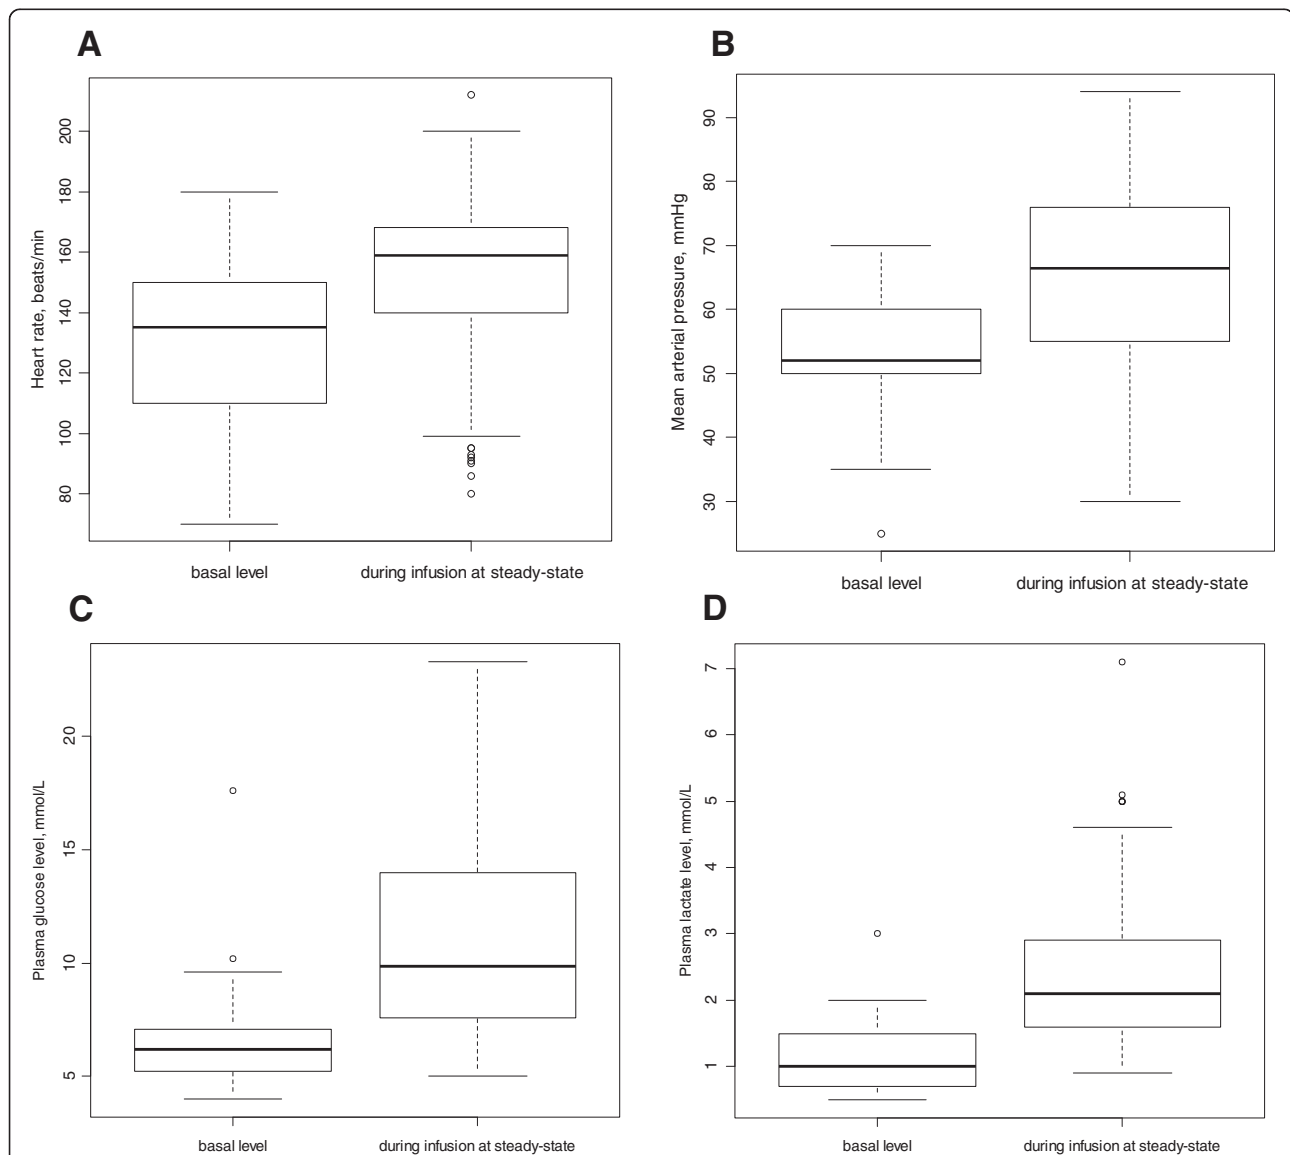 A
Heart rate, beats/min
200
180
160
140
120
100
80
basal level
during infusion at steady-state
B
Mean arterial pressure, mmHg
90
80
70
60
50
40
30
basal level
during infusion at steady-state
C
Plasma glucose level, mmol/L
20
15
10
5
basal level
during infusion at steady-state
D
Plasma lactate level, mmol/L
7
6
5
4
3
2
1
basal level
during infusion at steady-state